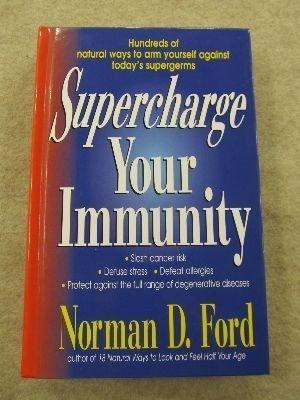 Hundreds of
natural ways to arm yourself against
today's supergerms
Supercharge
Your
Immunity
• Slash cancer risk
• Defuse stress • Defeat allergies
• Protect against the full range of degenerative diseases
Norman D. Ford
author of 18 Natural Ways to Look and Feel Half Your Age